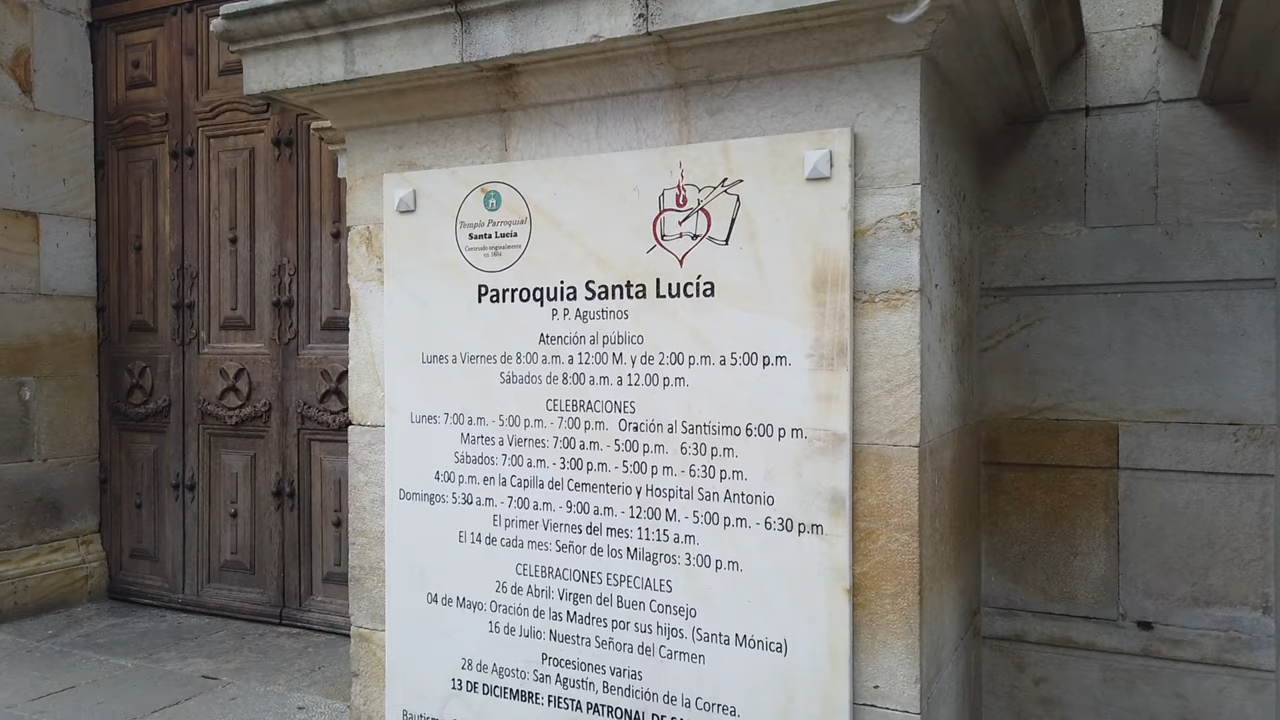 Templo Parroquial
Santa Lucía
Construido originalmente
en 1604
Parroquia Santa Lucía
P. P. Agustinos
Atención al público
Lunes a Viernes de 8:00 a.m. a 12:00 M. y de 2:00 p.m. a 5:00 p.m.
Sábados de 8:00 a.m. a 12.00 p.m.
CELEBRACIONES
Lunes: 7:00 a.m. - 5:00 p.m. - 7:00 p.m. Oración al Santísimo 6:00 p m.
Martes a Viernes: 7:00 a.m. - 5:00 p.m. 6:30 p.m.
Sábados: 7:00 a.m. - 3:00 p.m. - 5:00 p m. - 6:30 p.m.
4:00 p.m. en la Capilla del Cementerio y Hospital San Antonio
Domingos: 5:30 a.m. - 7:00 a.m. - 9:00 a.m. - 12:00 M. - 5:00 p.m. - 6:30 p.m
El primer Viernes del mes: 11:15 a.m.
El 14 de cada mes: Señor de los Milagros: 3:00 p.m.
CELEBRACIONES ESPECIALES
26 de Abril: Virgen del Buen Consejo
04 de Mayo: Oración de las Madres por sus hijos. (Santa Mónica)
16 de Julio: Nuestra Señora del Carmen
Procesiones varias
28 de Agosto: San Agustín, Bendición de la Correa.
13 DE DICIEMBRE: FIESTA PATRONAL DE